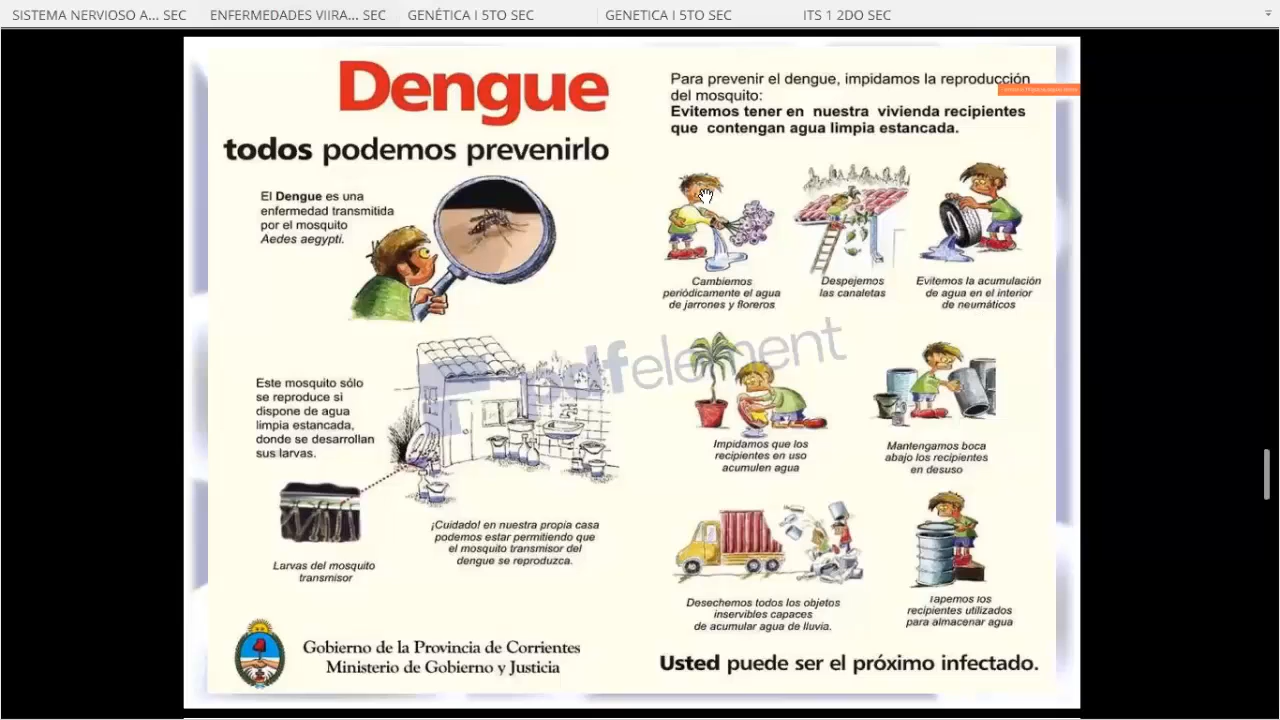 SISTEMA NERVIOSO A... SEC
ENFERMEDADES VIIRA... SEC
GENÉTICA I 5TO SEC
GENETICA I 5TO SEC
ITS 1 2DO SEC
Dengue
todos podemos prevenirlo
El Dengue es una
enfermedad transmitida
por el mosquito
Aedes aegypti.
Este mosquito sólo
se reproduce si
dispone de agua
limpia estancada,
donde se desarrollan
sus larvas.
Larvas del mosquito
transmisor
¡Cuidado! en nuestra propia casa
podemos estar permitiendo que
el mosquito transmisor del
dengue se reproduzca.
Gobierno de la Provincia de Corrientes
Ministerio de Gobierno y Justicia
Para prevenir el dengue, impidamos la reproducción
del mosquito:
Evitemos tener en nuestra vivienda recipientes
que contengan agua limpia estancada.
Cambiemos
periódicamente el agua
de jarrones y floreros
Despejemos
las canaletas
Evitemos la acumulación
de agua en el interior
de neumáticos
pdfelement
Impidamos que los
recipientes en uso
acumulen agua
Mantengamos boca
abajo los recipientes
en desuso
Desechemos todos los objetos
inservibles capaces
de acumular agua de lluvia.
Tapemos los
recipientes utilizados
para almacenar agua
Usted puede ser el próximo infectado.